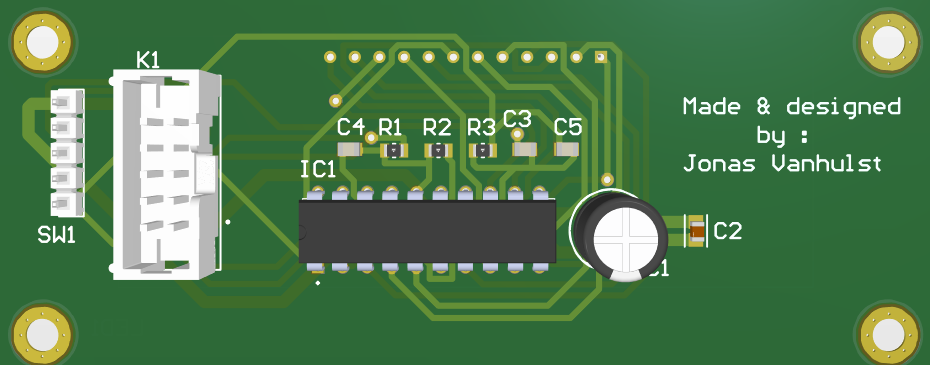 K1
Made & designed
by :
Jonas Vanhulst
C4 R1 R2 R3 C3 C5
IC1
SW1
C2